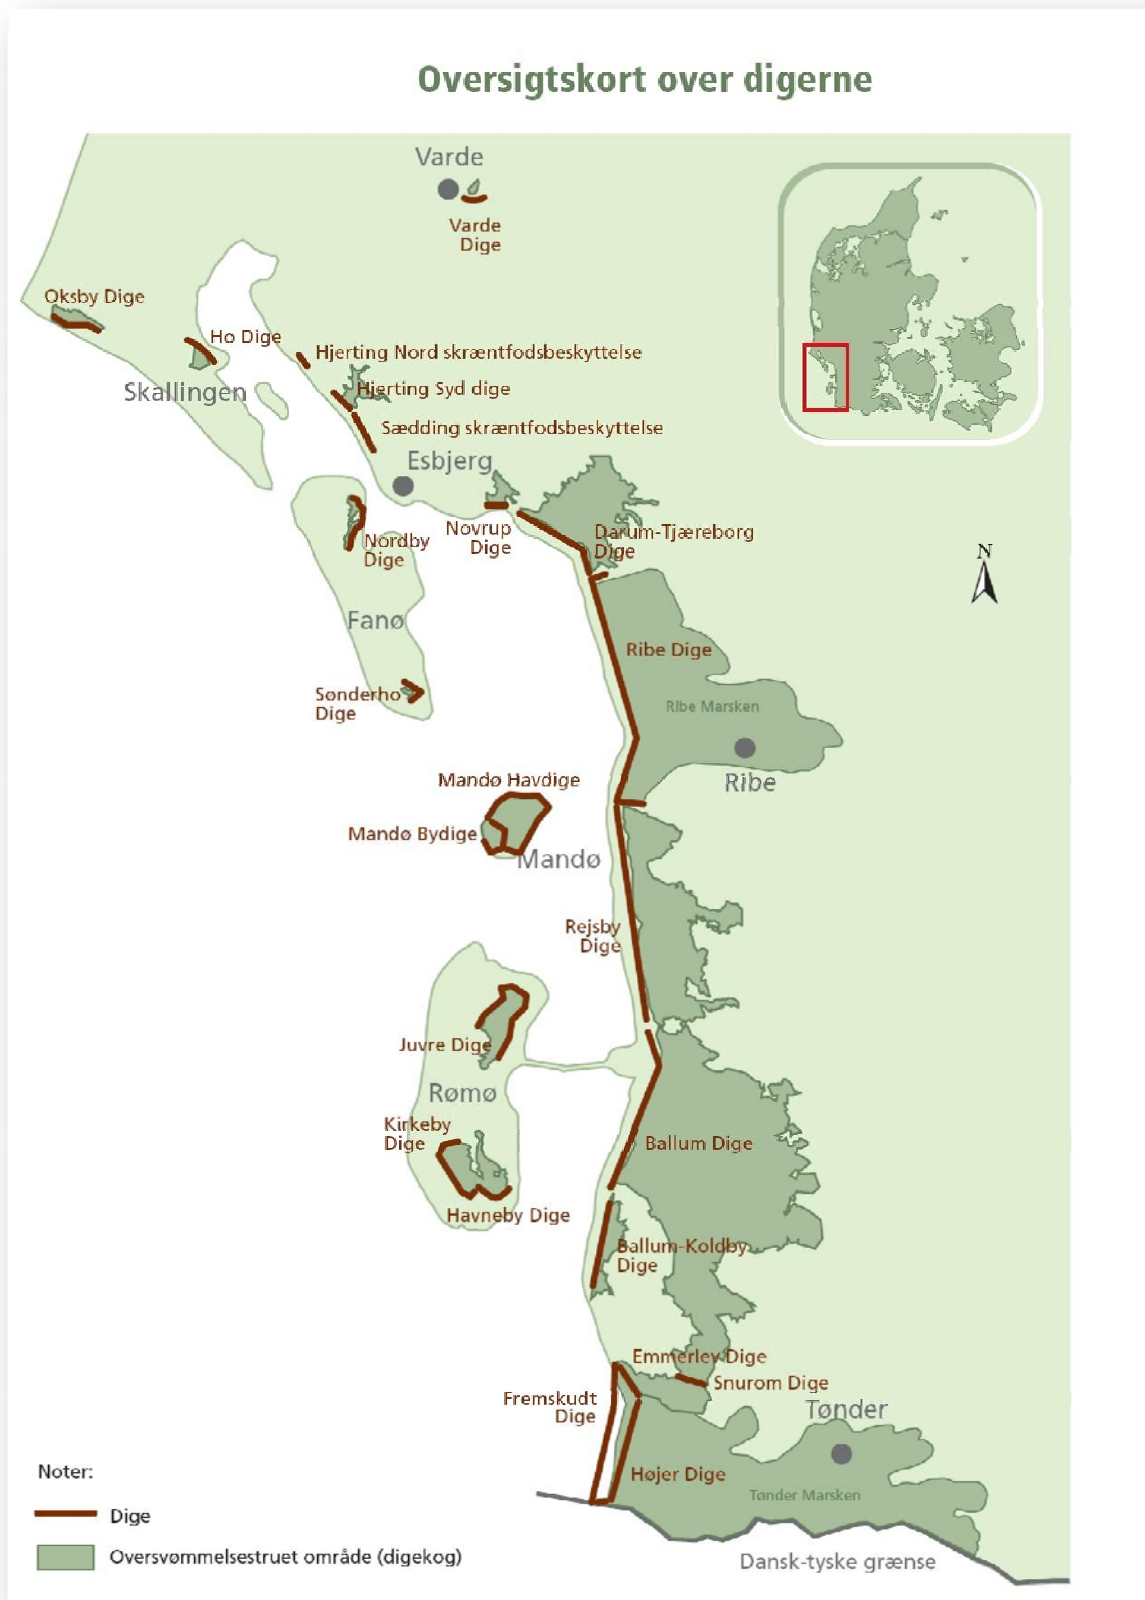 Oversigtskort over digerne
Varde
Varde
Dige
Oksby Dige
Ho Dige
Hjerting Nord skræntfodsbeskyttelse
Skallingen
Hjerting Syd dige
Sædding skræntfodsbeskyttelse
Esbjerg
Novrup
Dige
Darum-Tjæreborg
Dige
Nordby
Dige
N
Fanø
Ribe Dige
Sønderho
Dige
Ribe Marsken
Ribe
Mandø Havdige
Mandø Bydige
Mandø
Rejsby
Dige
Juvre Dige
Rømø
Kirkeby
Dige
Ballum Dige
Havneby Dige
Ballum-Koldby
Dige
Emmerlev Dige
Snurom Dige
Fremskudt
Dige
Tønder
Højer Dige
Tønder Marsken
Dansk-tyske grænse
Noter:
Dige
Oversvømmelsestruet område (digekog)